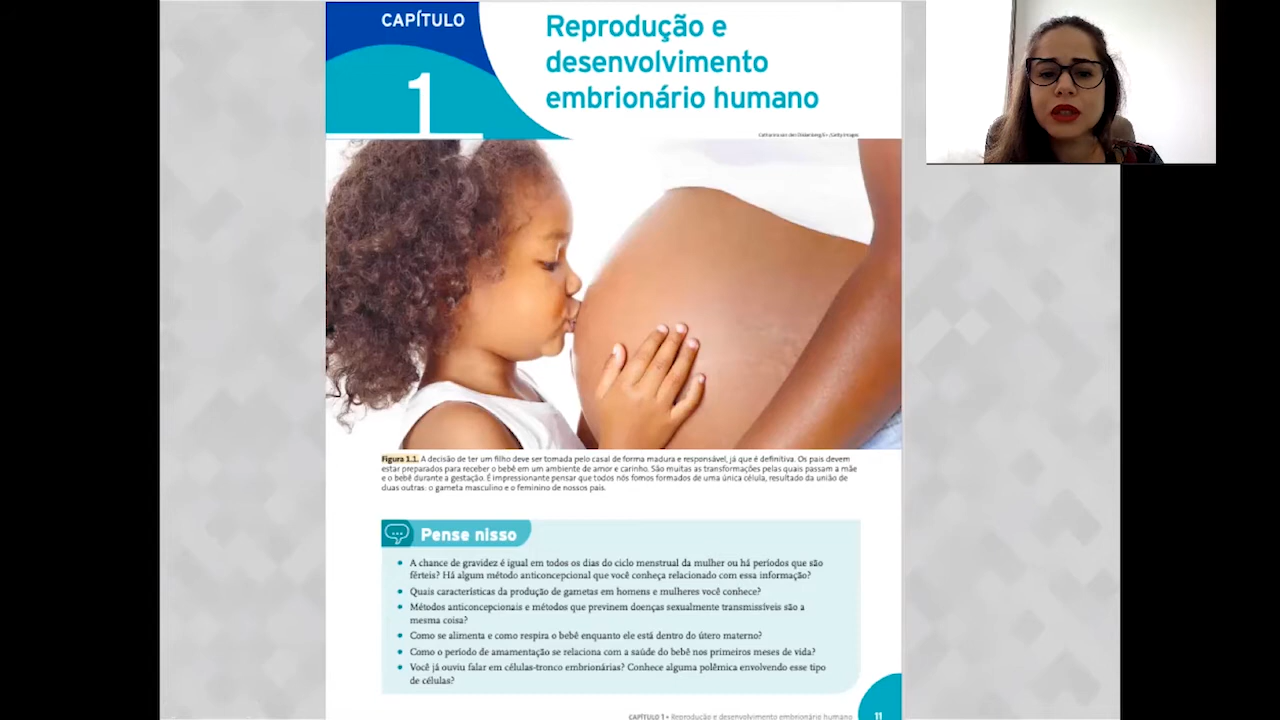 CAPÍTULO
1
Reprodução e
desenvolvimento
embrionário humano
Figura 1.1. A decisão de ter um filho deve ser tomada pelo casal de forma madura e responsável, já que é definitiva. Os pais devem
estar preparados para receber o bebê em um ambiente de amor e carinho. São muitas as transformações pelas quais passam a mãe
e o bebê durante a gestação. É impressionante pensar que todos nós fomos formados de uma única célula, resultado da união de
duas outras: o gameta masculino e o feminino de nossos pais.
Pense nisso
• A chance de gravidez é igual em todos os dias do ciclo menstrual da mulher ou há períodos que são
férteis? Há algum método anticoncepcional que você conheça relacionado com essa informação?
• Quais características da produção de gametas em homens e mulheres você conhece?
• Métodos anticoncepcionais e métodos que previnem doenças sexualmente transmissíveis são a
mesma coisa?
• Como se alimenta e como respira o bebê enquanto ele está dentro do útero materno?
• Como o período de amamentação se relaciona com a saúde do bebê nos primeiros meses de vida?
• Você já ouviu falar em células-tronco embrionárias? Conhece alguma polêmica envolvendo esse tipo
de células?
CAPÍTULO 1 • Reprodução e desenvolvimento embrionário humano
11